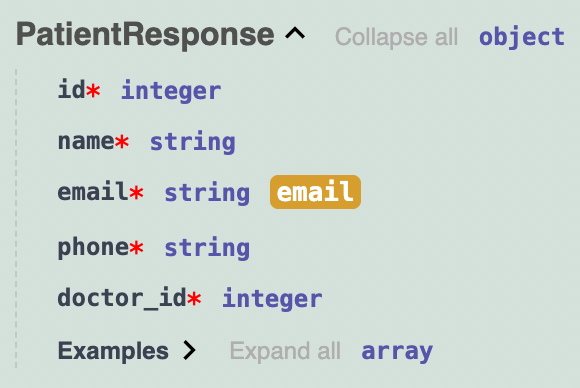 PatientResponse Collapse all object
id* integer
name* string
email* string email
phone* string
doctor_id* integer
Examples Expand all array